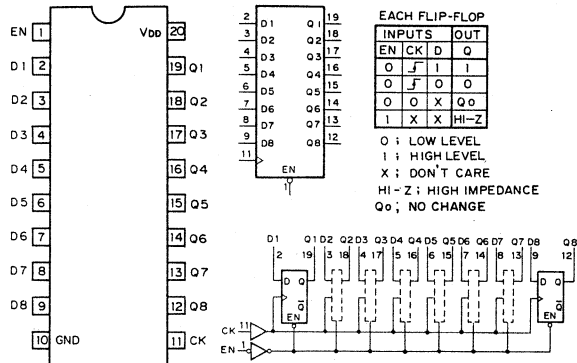 EN 1
VDD 20
D1 2
19 Q1
D2 3
18 Q2
D3 4
17 Q3
D4 5
16 Q4
D5 6
15 Q5
D6 7
14 Q6
D7 8
13 Q7
D8 9
12 Q8
10 GND
11 CK
2 D1 Q1 19
3 D2 Q2 18
4 D3 Q3 17
5 D4 Q4 16
6 D5 Q5 15
7 D6 Q6 14
8 D7 Q7 13
9 D8 Q8 12
11
EN
1
EACH FLIP-FLOP
INPUTS OUT
EN CK D Q
0 1 1
0 0 0
0 0 X Qo
1 X X HI-Z
0 ; LOW LEVEL
1 ; HIGH LEVEL
X ; DON'T CARE
HI-Z ; HIGH IMPEDANCE
Qo ; NO CHANGE
D1 Q1 D2 Q2 D3 Q3 D4 Q4 D5 Q5 D6 Q6 D7 Q7 D8 Q8
2 19 3 18 4 17 5 16 6 15 7 14 8 13 9 12
D Q
Q
EN
D Q
Q
EN
CK 11
EN 1